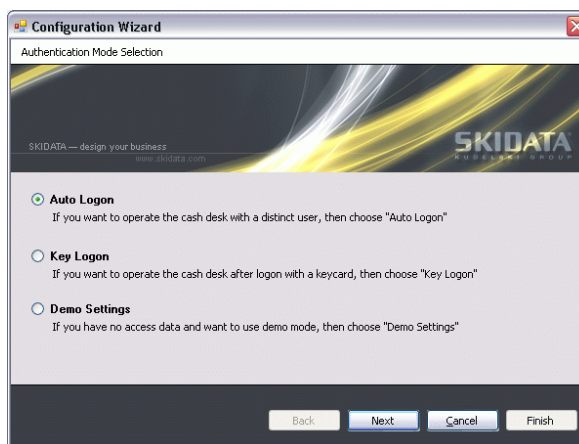 Configuration Wizard
Authentication Mode Selection
SKIDATA — design your business
www.skidata.com
SKIDATA
KUDELSKI GROUP
Auto Logon
If you want to operate the cash desk with a distinct user, then choose "Auto Logon"
Key Logon
If you want to operate the cash desk after logon with a keycard, then choose "Key Logon"
Demo Settings
If you have no access data and want to use demo mode, then choose "Demo Settings"
Back Next Cancel Finish